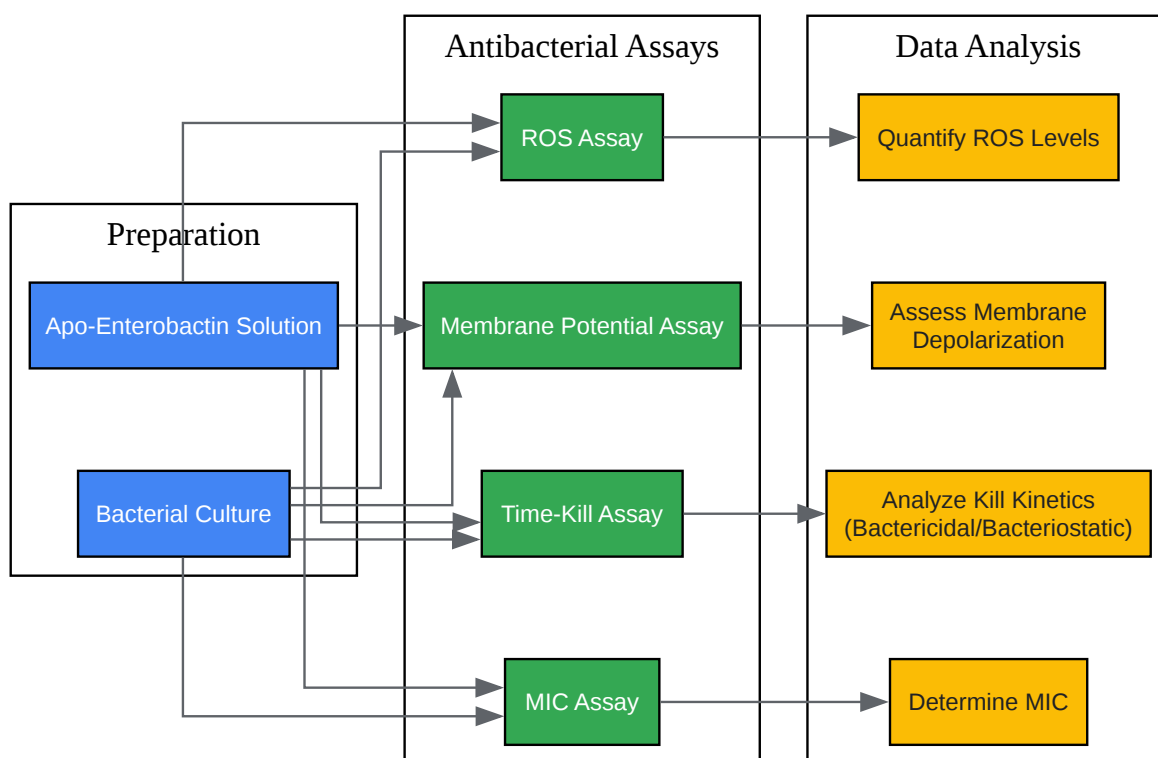 Preparation
Apo-Enterobactin Solution
Bacterial Culture
Antibacterial Assays
ROS Assay
Membrane Potential Assay
Time-Kill Assay
MIC Assay
Data Analysis
Quantify ROS Levels
Assess Membrane
Depolarization
Analyze Kill Kinetics
(Bactericidal/Bacteriostatic)
Determine MIC